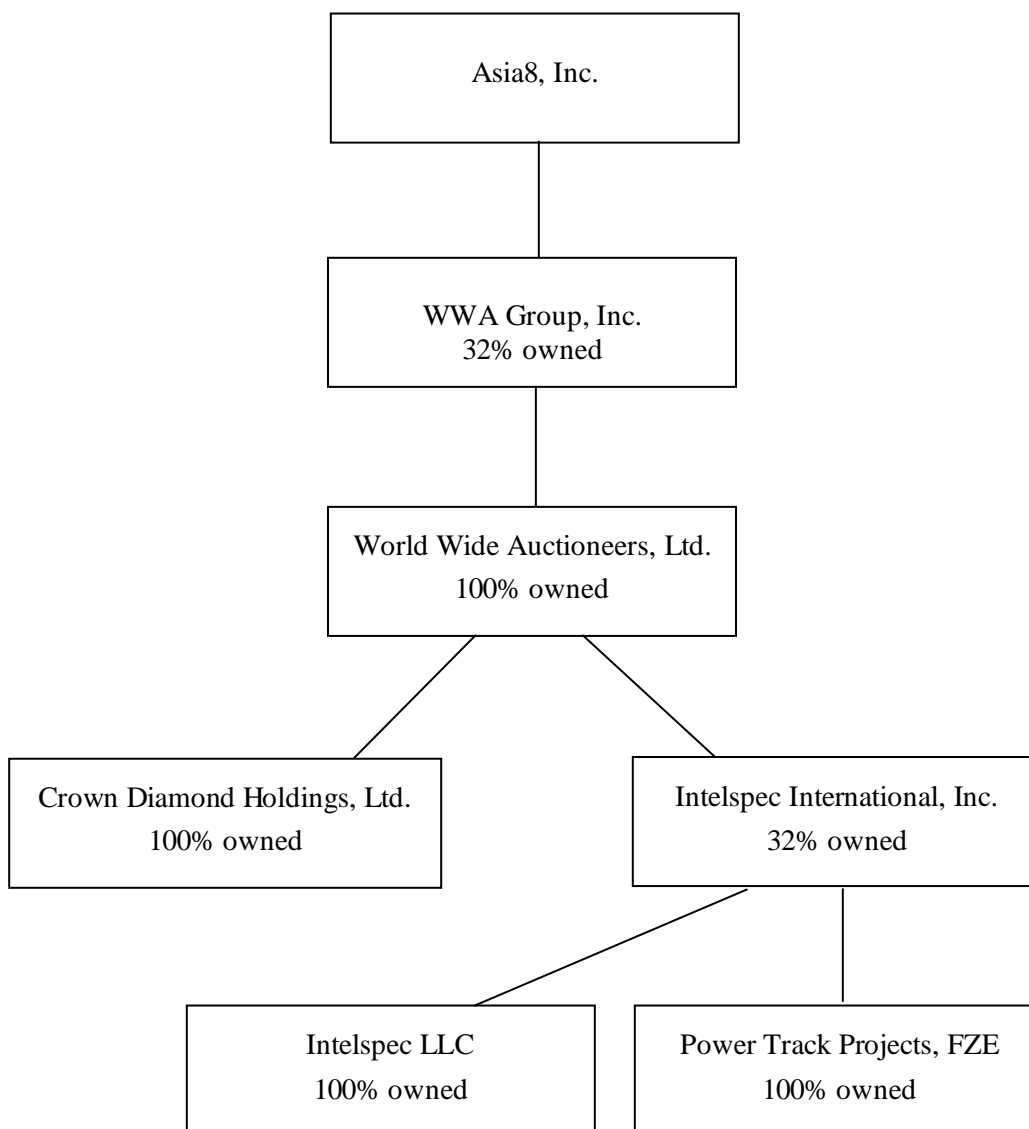 Asia8, Inc.
WWA Group, Inc.
32% owned
World Wide Auctioneers, Ltd.
100% owned
Crown Diamond Holdings, Ltd.
100% owned
Intelspec International, Inc.
32% owned
Intelspec LLC
100% owned
Power Track Projects, FZE
100% owned